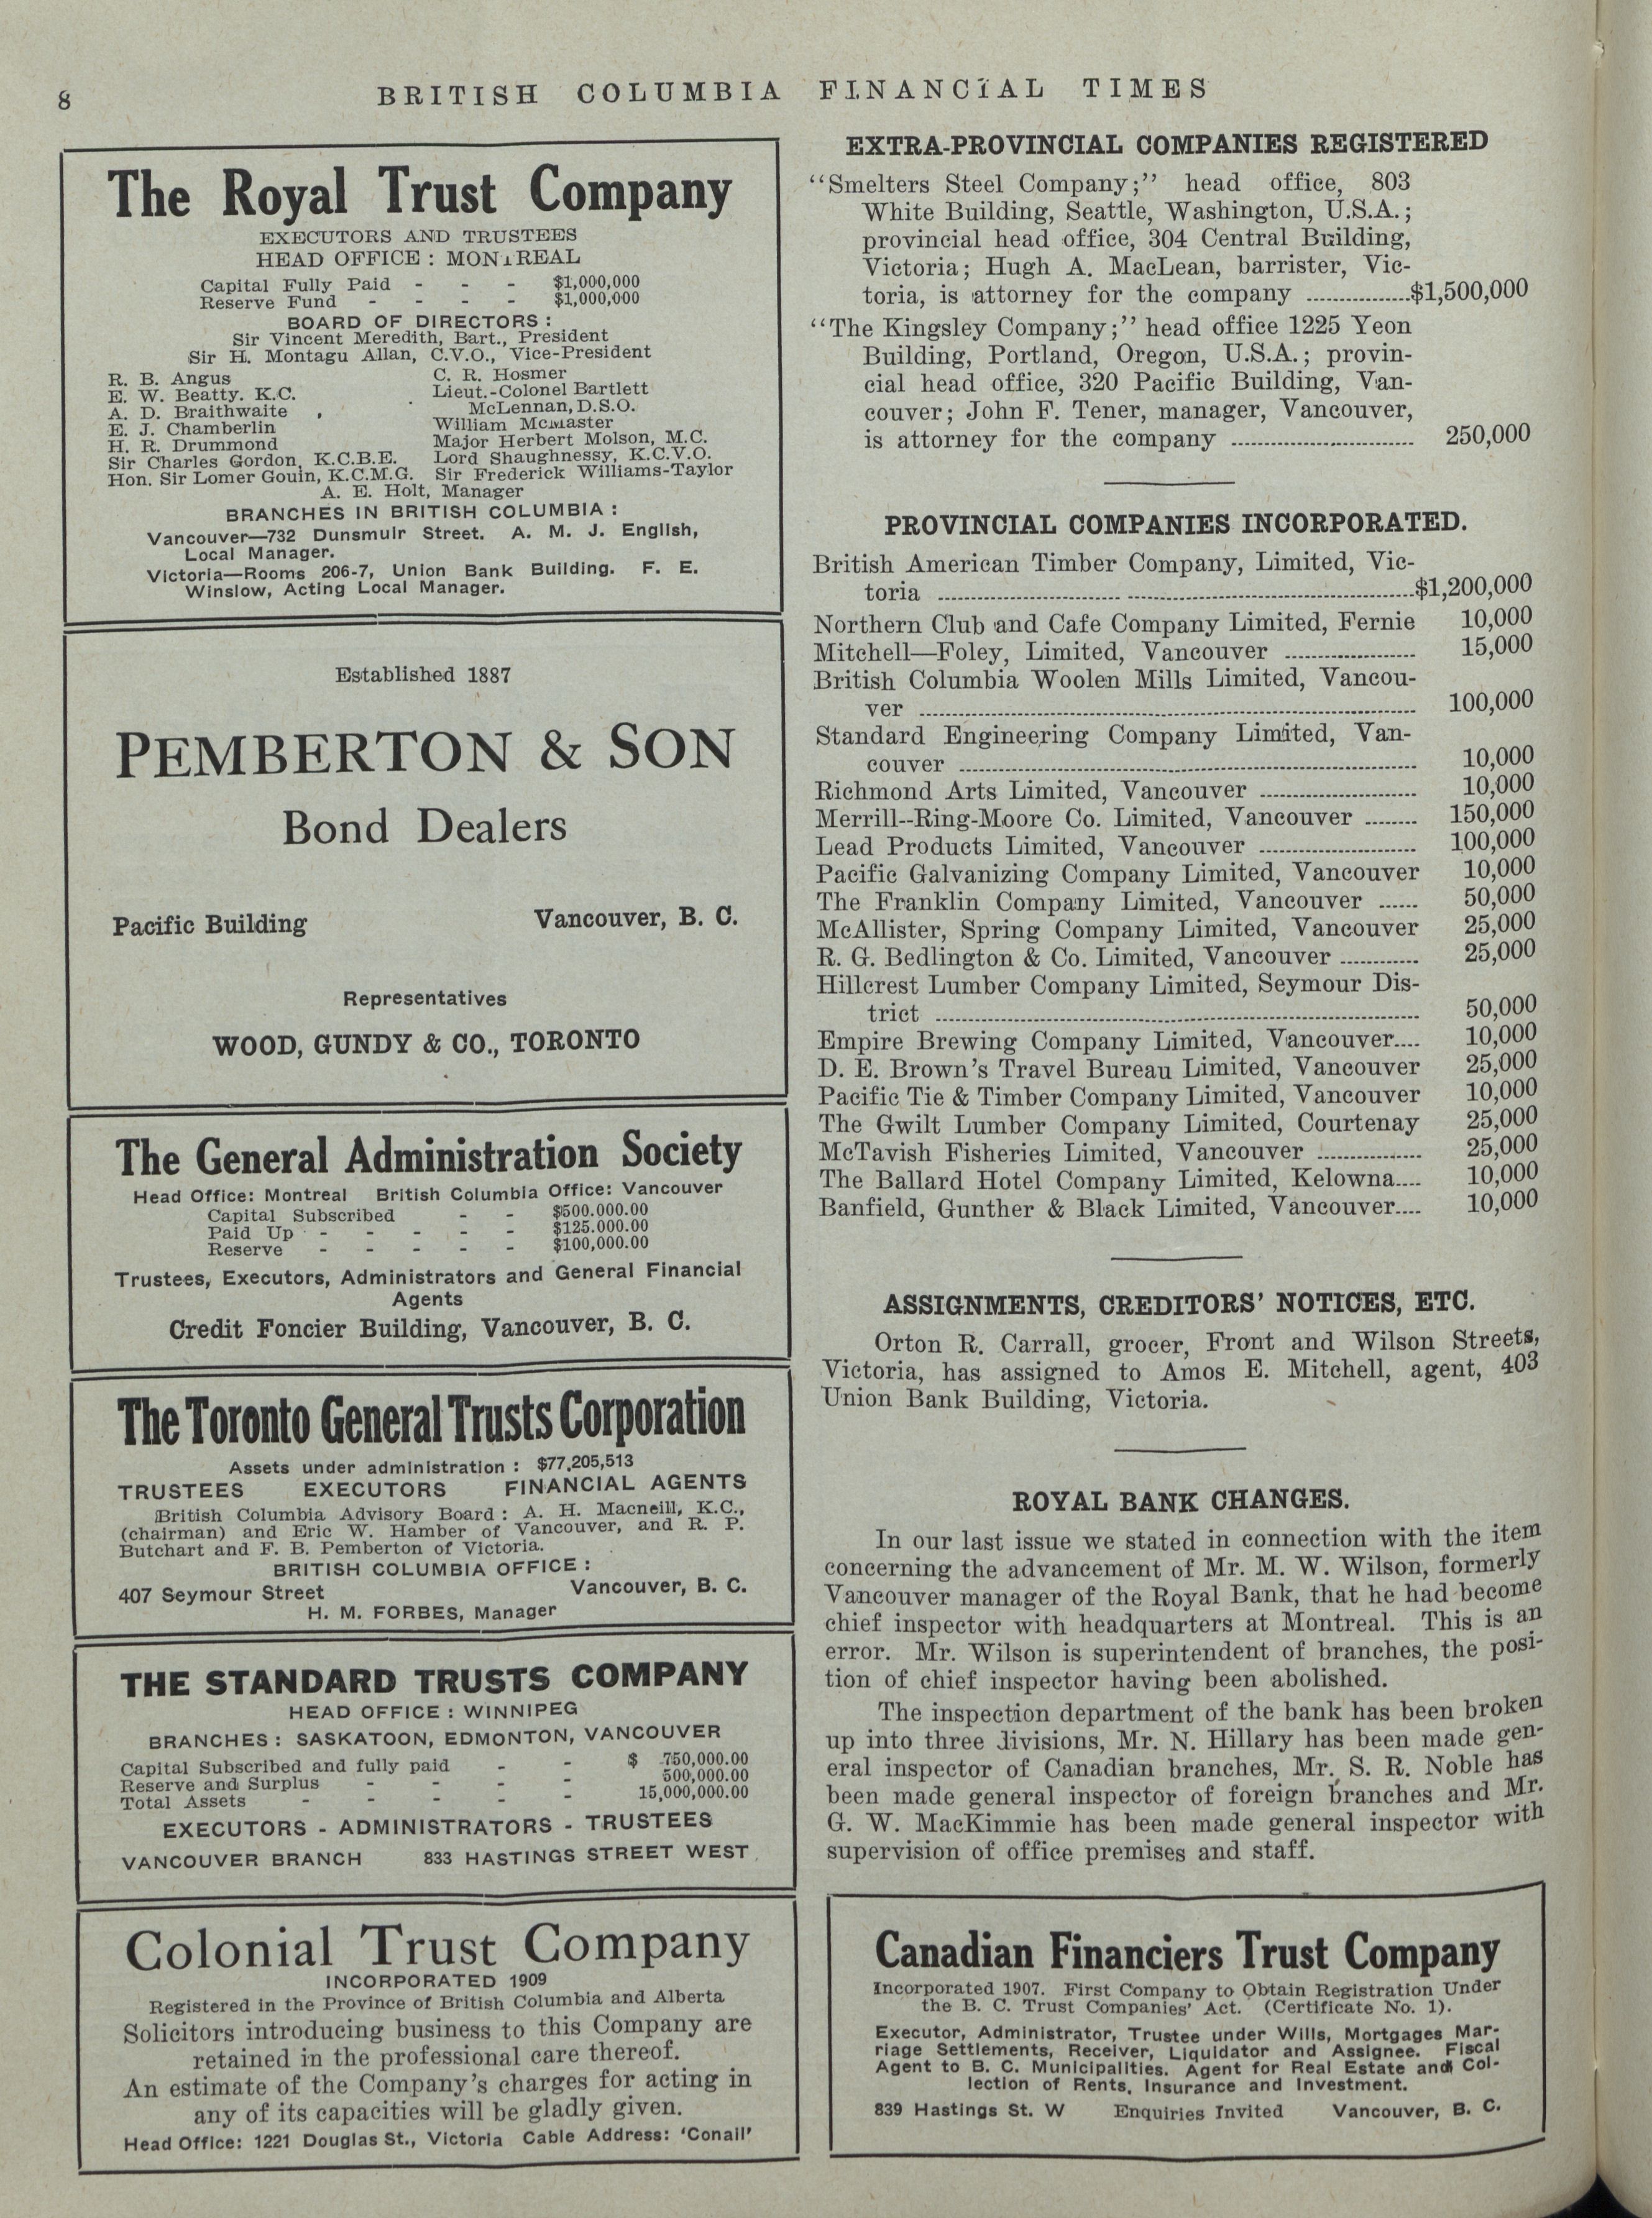 8
BRITISH COLUMBIA FINANCIAL TIMES
The Royal Trust Company
EXECUTORS AND TRUSTEES
HEAD OFFICE : MONTREAL
Capital Fully Paid - - - $1,000,000
Reserve Fund - - - - $1,000,000
BOARD OF DIRECTORS :
Sir Vincent Meredith, Bart., President
Sir H. Montagu Allan, C.V.O., Vice-President
R. B. Angus
E. W. Beatty. K.C.
A. D. Braithwaite
E. J. Chamberlin
H. R. Drummond
Sir Charles Gordon, K.C.B.E.
Hon. Sir Lomer Gouin, K.C.M.G.
C. R. Hosmer
Lieut.-Colonel Bartlett
McLennan, D.S.O.
William McMaster
Major Herbert Molson, M.C.
Lord Shaughnessy, K.C.V.O.
Sir Frederick Williams-Taylor
A. E. Holt, Manager
BRANCHES IN BRITISH COLUMBIA :
Vancouver—732 Dunsmuir Street. A. M. J. English,
Local Manager.
Victoria—Rooms 206-7, Union Bank Building. F. E.
Winslow, Acting Local Manager.
Established 1887
PEMBERTON & SON
Bond Dealers
Pacific Building Vancouver, B. C.
Representatives
WOOD, GUNDY & CO., TORONTO
The General Administration Society
Head Office: Montreal British Columbia Office: Vancouver
Capital Subscribed - - $500.000.00
Paid Up - - - - - $125.000.00
Reserve - - - - - $100,000.00
Trustees, Executors, Administrators and General Financial
Agents
Credit Foncier Building, Vancouver, B. C.
The Toronto General Trusts Corporation
Assets under administration : $77,205,513
TRUSTEES EXECUTORS FINANCIAL AGENTS
British Columbia Advisory Board : A. H. Macneill, K.C.,
(chairman) and Eric W. Hamber of Vancouver, and R. P.
Butchart and F. B. Pemberton of Victoria.
BRITISH COLUMBIA OFFICE :
407 Seymour Street Vancouver, B. C.
H. M. FORBES, Manager
THE STANDARD TRUSTS COMPANY
HEAD OFFICE : WINNIPEG
BRANCHES : SASKATOON, EDMONTON, VANCOUVER
Capital Subscribed and fully paid - - $ 750,000.00
Reserve and Surplus - - - - 500,000.00
Total Assets - - - - - 15,000,000.00
EXECUTORS - ADMINISTRATORS - TRUSTEES
VANCOUVER BRANCH 833 HASTINGS STREET WEST
Colonial Trust Company
INCORPORATED 1909
Registered in the Province of British Columbia and Alberta
Solicitors introducing business to this Company are
retained in the professional care thereof.
An estimate of the Company's charges for acting in
any of its capacities will be gladly given.
Head Office: 1221 Douglas St., Victoria Cable Address: 'Conail'
EXTRA-PROVINCIAL COMPANIES REGISTERED
"Smelters Steel Company;" head office, 803
White Building, Seattle, Washington, U.S.A.;
provincial head office, 304 Central Building,
Victoria; Hugh A. MacLean, barrister, Vic-
toria, is attorney for the company ................$1,500,000
"The Kingsley Company;" head office 1225 Yeon
Building, Portland, Oregon, U.S.A.; provin-
cial head office, 320 Pacific Building, Van-
couver; John F. Tener, manager, Vancouver,
is attorney for the company ............................ 250,000
PROVINCIAL COMPANIES INCORPORATED.
British American Timber Company, Limited, Vic-
toria ............................................................$1,200,000
Northern Club and Cafe Company Limited, Fernie 10,000
Mitchell—Foley, Limited, Vancouver .................... 15,000
British Columbia Woolen Mills Limited, Vancou-
ver ............................................................ 100,000
Standard Engineering Company Limited, Van-
couver ........................................................ 10,000
Richmond Arts Limited, Vancouver ........................ 10,000
Merrill--Ring-Moore Co. Limited, Vancouver ........ 150,000
Lead Products Limited, Vancouver ........................ 100,000
Pacific Galvanizing Company Limited, Vancouver 10,000
The Franklin Company Limited, Vancouver ...... 50,000
McAllister, Spring Company Limited, Vancouver 25,000
R. G. Bedlington & Co. Limited, Vancouver ............ 25,000
Hillcrest Lumber Company Limited, Seymour Dis-
trict ............................................................ 50,000
Empire Brewing Company Limited, Vancouver.... 10,000
D. E. Brown's Travel Bureau Limited, Vancouver 25,000
Pacific Tie & Timber Company Limited, Vancouver 10,000
The Gwilt Lumber Company Limited, Courtenay 25,000
McTavish Fisheries Limited, Vancouver ................ 25,000
The Ballard Hotel Company Limited, Kelowna.... 10,000
Banfield, Gunther & Black Limited, Vancouver.... 10,000
ASSIGNMENTS, CREDITORS' NOTICES, ETC.
Orton R. Carrall, grocer, Front and Wilson Streets,
Victoria, has assigned to Amos E. Mitchell, agent, 403
Union Bank Building, Victoria.
ROYAL BANK CHANGES.
In our last issue we stated in connection with the item
concerning the advancement of Mr. M. W. Wilson, formerly
Vancouver manager of the Royal Bank, that he had become
chief inspector with headquarters at Montreal. This is an
error. Mr. Wilson is superintendent of branches, the posi-
tion of chief inspector having been abolished.
The inspection department of the bank has been broken
up into three divisions, Mr. N. Hillary has been made gen-
eral inspector of Canadian branches, Mr. S. R. Noble has
been made general inspector of foreign branches and Mr.
G. W. MacKimmie has been made general inspector with
supervision of office premises and staff.
Canadian Financiers Trust Company
Incorporated 1907. First Company to Obtain Registration Under
the B. C. Trust Companies' Act. (Certificate No. 1).
Executor, Administrator, Trustee under Wills, Mortgages Mar-
riage Settlements, Receiver, Liquidator and Assignee. Fiscal
Agent to B. C. Municipalities. Agent for Real Estate and Col-
lection of Rents, Insurance and Investment.
839 Hastings St. W Enquiries Invited Vancouver, B. C.